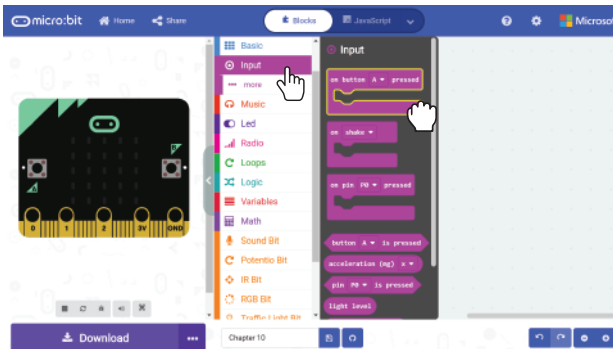 micro:bit Home Share Blocks JavaScript Microsoft
Basic
Input
more
Music
Led
Radio
Loops
Logic
Variables
Math
Sound Bit
Potentio Bit
IR Bit
RGB Bit
Traffic Light Bit
Input
on button A pressed
on shake
on pin P0 pressed
button A is pressed
acceleration (mg) x
pin P0 is pressed
light level
0 1 2 3V GND
A
Download
Chapter 10